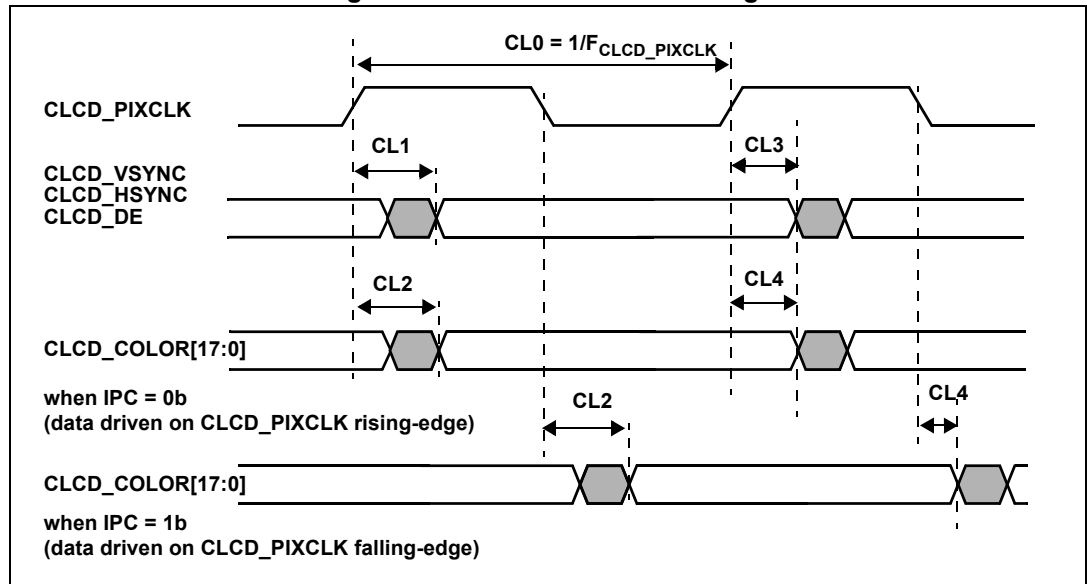 CL0 = 1/FCLCD_PIXCLK
CLCD_PIXCLK
CL1
CL3
CLCD_VSYNC
CLCD_HSYNC
CLCD_DE
CL2
CL4
CLCD_COLOR[17:0]
when IPC = 0b
(data driven on CLCD_PIXCLK rising-edge)
CL2
CL4
CLCD_COLOR[17:0]
when IPC = 1b
(data driven on CLCD_PIXCLK falling-edge)